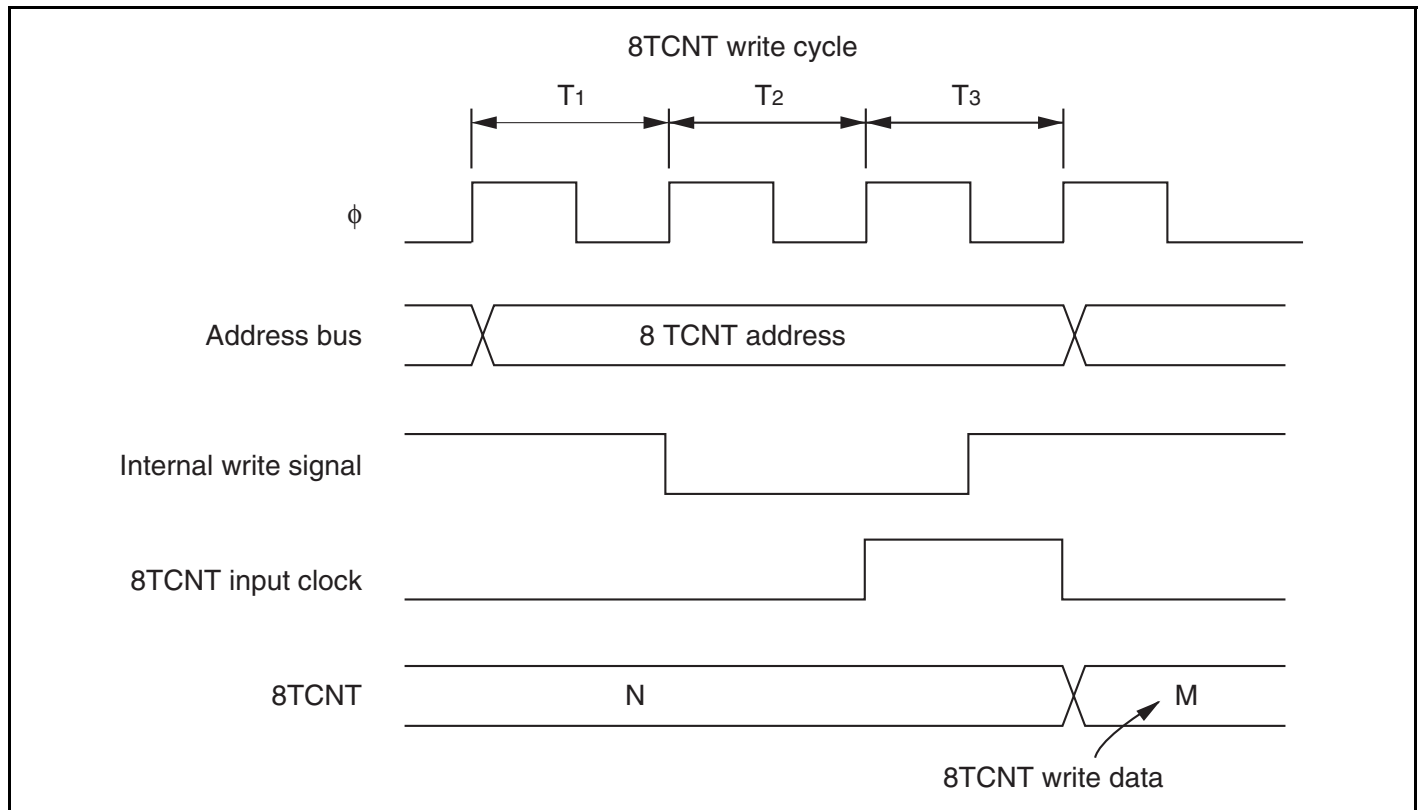 8TCNT write cycle
T1 T2 T3
ϕ
Address bus
8 TCNT address
Internal write signal
8TCNT input clock
8TCNT
N
M
8TCNT write data